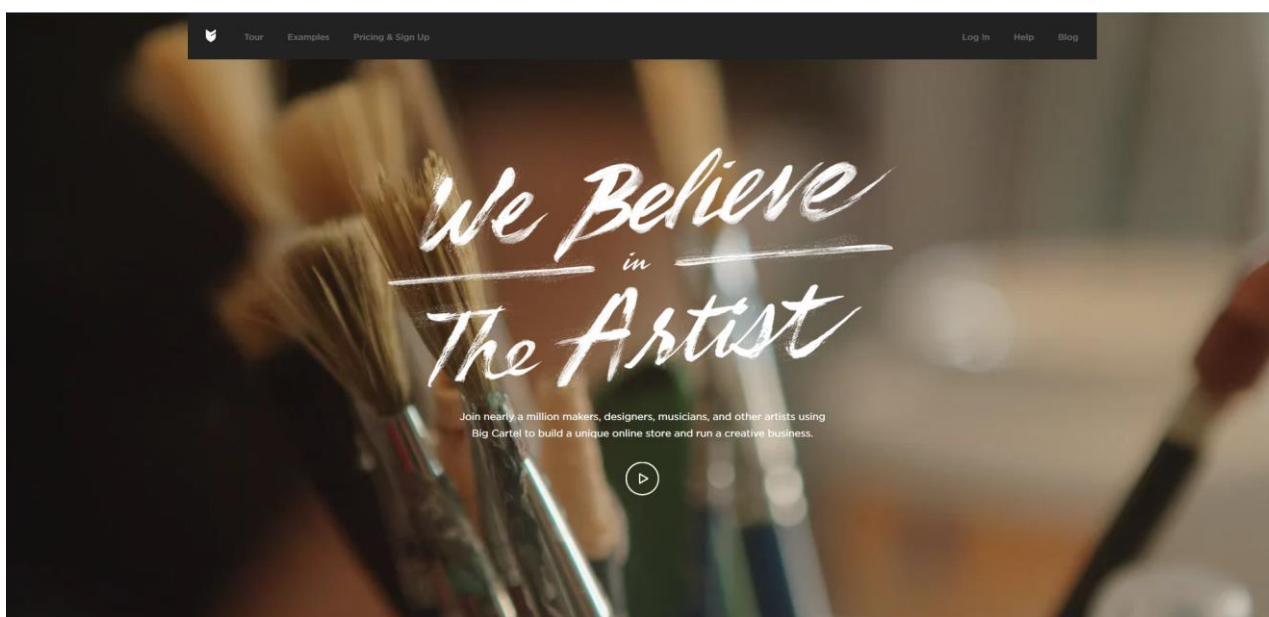 Tour Examples Pricing & Sign Up Log In Help Blog
We Believe
in
The Artist
Join nearly a million makers, designers, musicians, and other artists using
Big Cartel to build a unique online store and run a creative business.